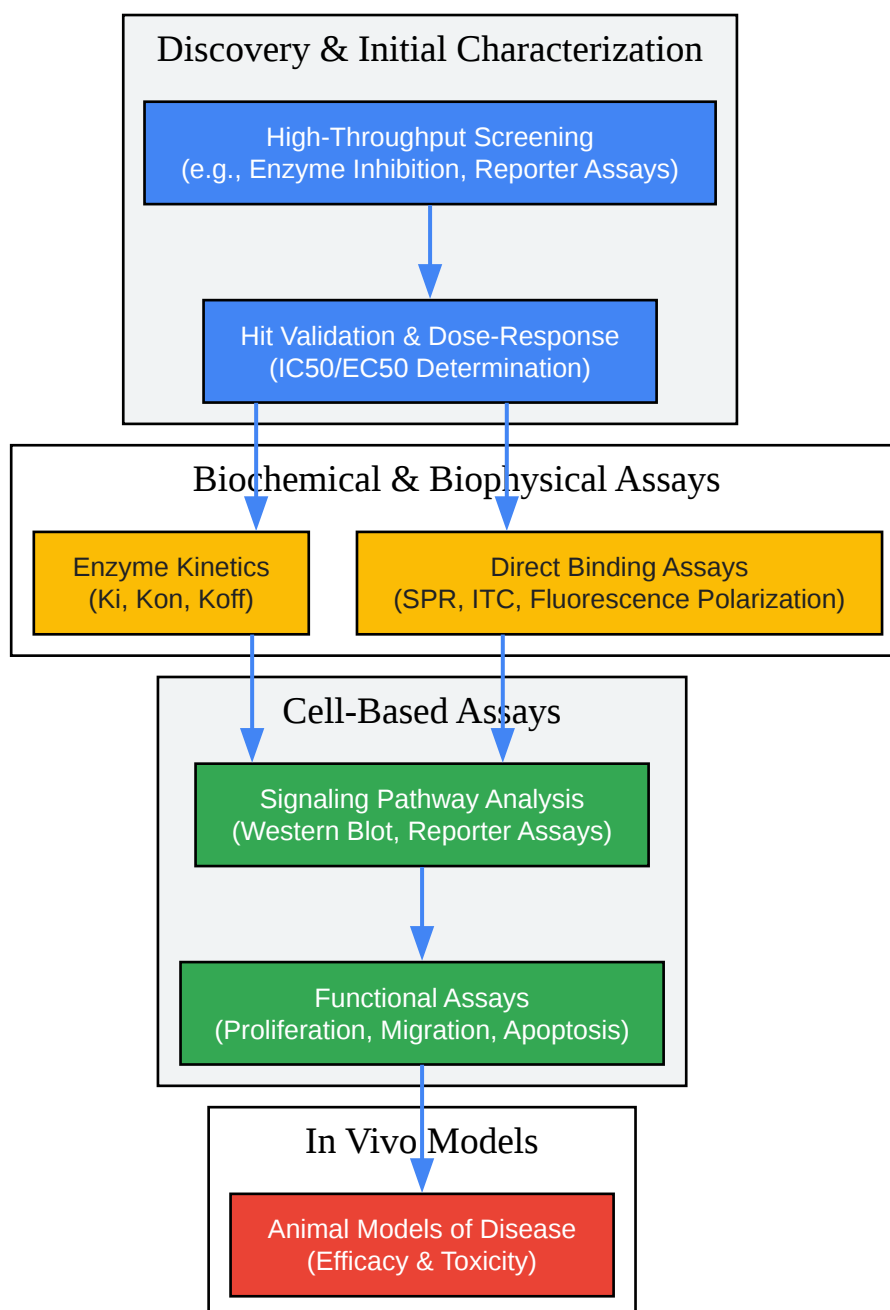 Discovery & Initial Characterization
High-Throughput Screening
(e.g., Enzyme Inhibition, Reporter Assays)
Hit Validation & Dose-Response
(IC50/EC50 Determination)
Biochemical & Biophysical Assays
Enzyme Kinetics
(Ki, Kon, Koff)
Direct Binding Assays
(SPR, ITC, Fluorescence Polarization)
Cell-Based Assays
Signaling Pathway Analysis
(Western Blot, Reporter Assays)
Functional Assays
(Proliferation, Migration, Apoptosis)
In Vivo Models
Animal Models of Disease
(Efficacy & Toxicity)